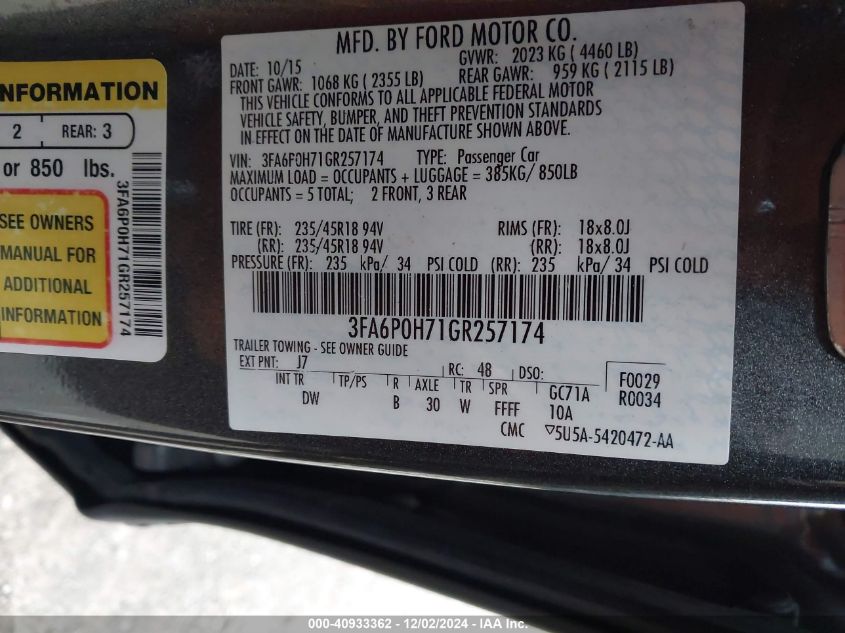 MFD. BY FORD MOTOR CO.
DATE: 10/15 GVWR: 2023 KG ( 4460 LB)
FRONT GAWR: 1068 KG ( 2355 LB) REAR GAWR: 959 KG ( 2115 LB)
THIS VEHICLE CONFORMS TO ALL APPLICABLE FEDERAL MOTOR
VEHICLE SAFETY, BUMPER, AND THEFT PREVENTION STANDARDS
IN EFFECT ON THE DATE OF MANUFACTURE SHOWN ABOVE.
VIN: 3FA6P0H71GR257174 TYPE: Passenger Car
MAXIMUM LOAD = OCCUPANTS + LUGGAGE = 385KG/ 850LB
OCCUPANTS = 5 TOTAL; 2 FRONT, 3 REAR
TIRE (FR): 235/45R18 94V RIMS (FR): 18x8.0J
(RR): 235/45R18 94V (RR): 18x8.0J
PRESSURE (FR): 235 kPa/ 34 PSI COLD (RR): 235 kPa/ 34 PSI COLD
3FA6P0H71GR257174
TRAILER TOWING - SEE OWNER GUIDE
EXT PNT: J7 RC: 48 DSO:
INT TR TP/PS R AXLE TR SPR GC71A F0029
DW B 30 W FFFF 10A R0034
CMC 5U5A-5420472-AA
INFORMATION
2 REAR: 3
or 850 lbs.
SEE OWNERS
MANUAL FOR
ADDITIONAL
INFORMATION
3FA6P0H71GR257174
000-40933362 - 12/02/2024 - IAAI.com